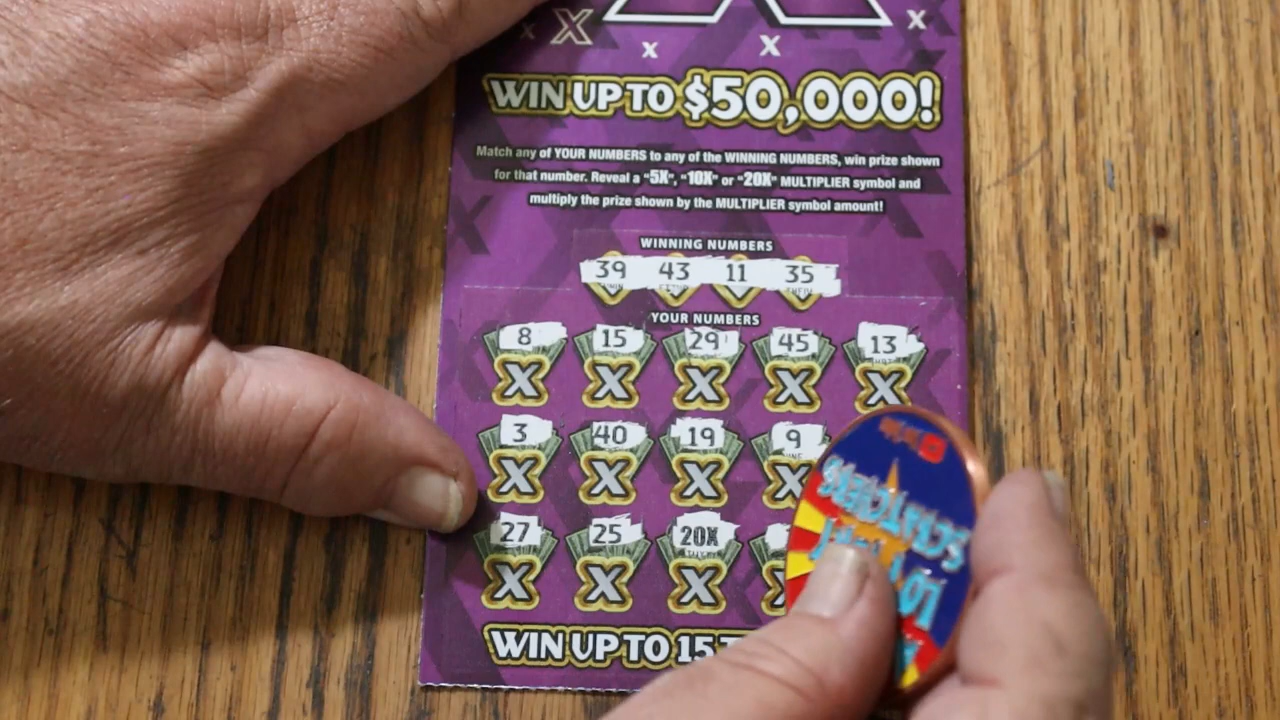 X X X X
WIN UP TO $50,000!
Match any of YOUR NUMBERS to any of the WINNING NUMBERS, win prize shown
for that number. Reveal a "5X", "10X" or "20X" MULTIPLIER symbol and
multiply the prize shown by the MULTIPLIER symbol amount!
WINNING NUMBERS
39 43 11 35
YOUR NUMBERS
8 15 29 45 13
X X X X X
3 40 19 9
X X X X
27 25 20X
X X X X
WIN UP TO 15
SCRATCHERS